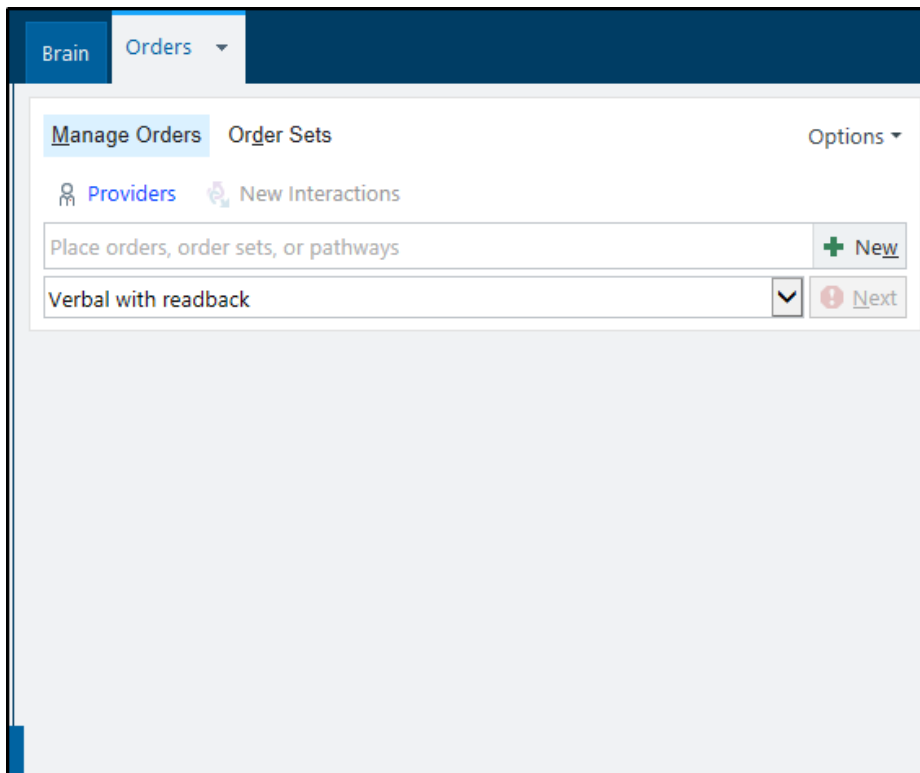 Brain Orders
Manage Orders Order Sets Options
Providers New Interactions
Place orders, order sets, or pathways New
Verbal with readback Next